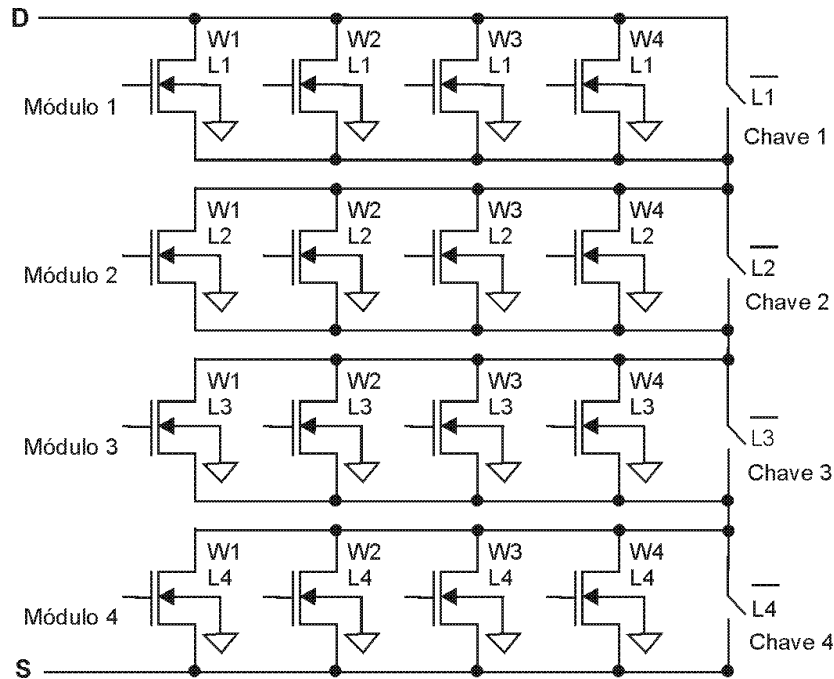 D
W1 W2 W3 W4
L1 L1 L1 L1
L1
Módulo 1
Chave 1
W1 W2 W3 W4
L2 L2 L2 L2
L2
Módulo 2
Chave 2
W1 W2 W3 W4
L3 L3 L3 L3
L3
Módulo 3
Chave 3
W1 W2 W3 W4
L4 L4 L4 L4
L4
Módulo 4
Chave 4
S